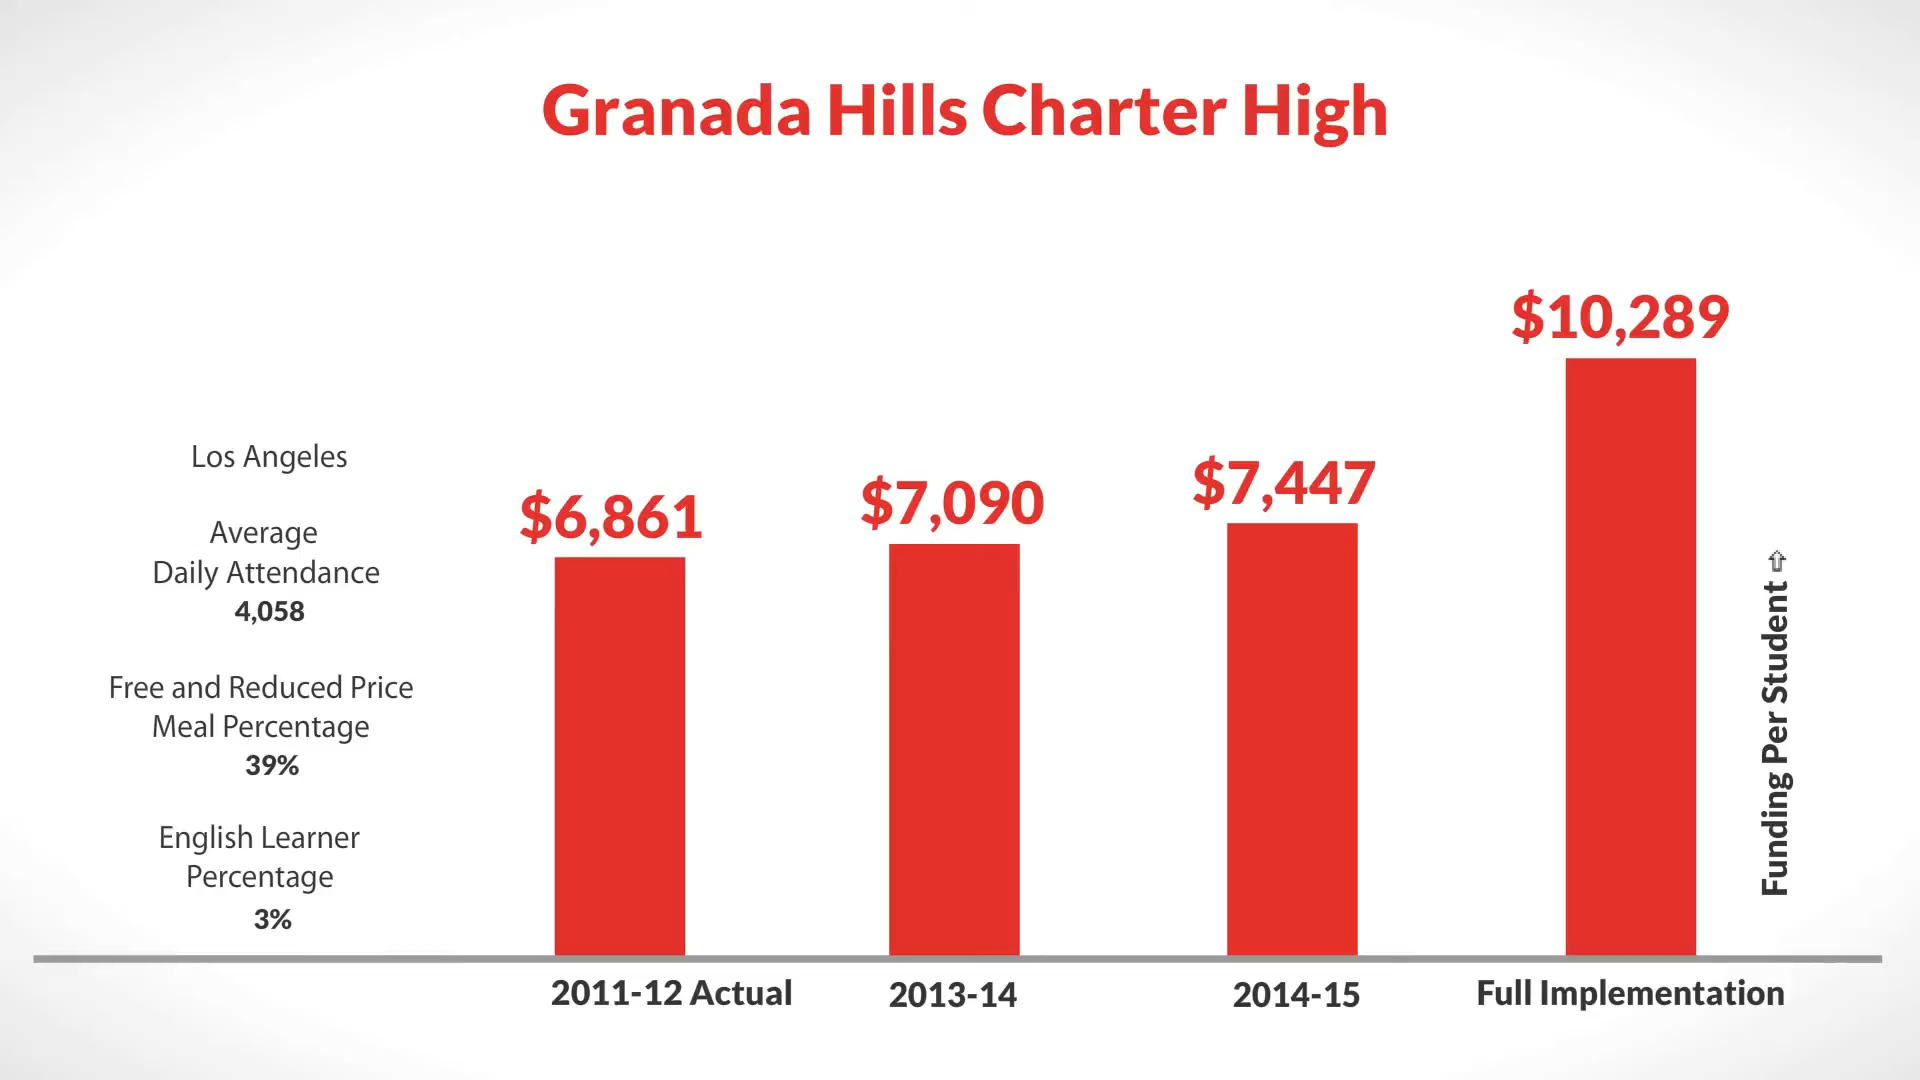 Granada Hills Charter High
$10,289
Los Angeles
$6,861
$7,090
$7,447
Average
Daily Attendance
4,058
Free and Reduced Price
Meal Percentage
39%
English Learner
Percentage
3%
Funding Per Student ⇧
2011-12 Actual
2013-14
2014-15
Full Implementation